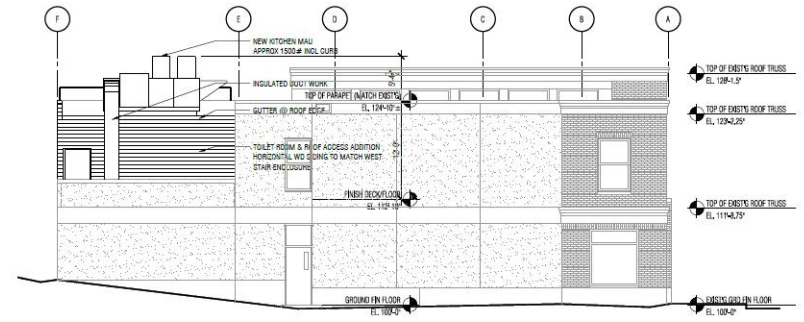 F
E
D
C
B
A
NEW KITCHEN MAU
APPROX 1500# INCL CURB
INSULATED DUCT WORK
TOP OF PARAPET (MATCH EXIST'G)
EL. 124'-10"±
GUTTER @ ROOF EDGE
TOILET ROOM & ROOF ACCESS ADDITION
HORIZONTAL WD SIDING TO MATCH WEST
STAIR ENCLOSURE
FINISH DECK/FLOOR
EL. 112'-10"
GROUND FIN FLOOR
EL. 100'-0"
TOP OF EXIST'G ROOF TRUSS
EL. 128'-1.5"
TOP OF EXIST'G ROOF TRUSS
EL. 123'-2.25"
TOP OF EXIST'G ROOF TRUSS
EL. 111'-8.75"
EXIST'G GRD FIN FLOOR
EL. 100'-0"